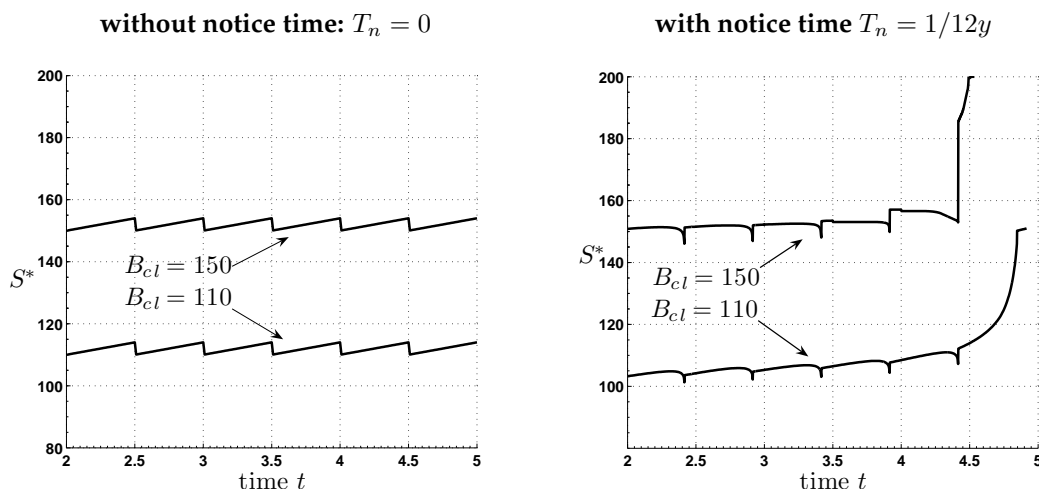 without notice time: T_n = 0
200
180
160
140
120
100
80
S*
B_cl = 150
B_cl = 110
2 2.5 3 3.5 4 4.5 5
time t
with notice time T_n = 1/12y
200
180
160
140
120
100
S*
B_cl = 150
B_cl = 110
2 2.5 3 3.5 4 4.5 5
time t